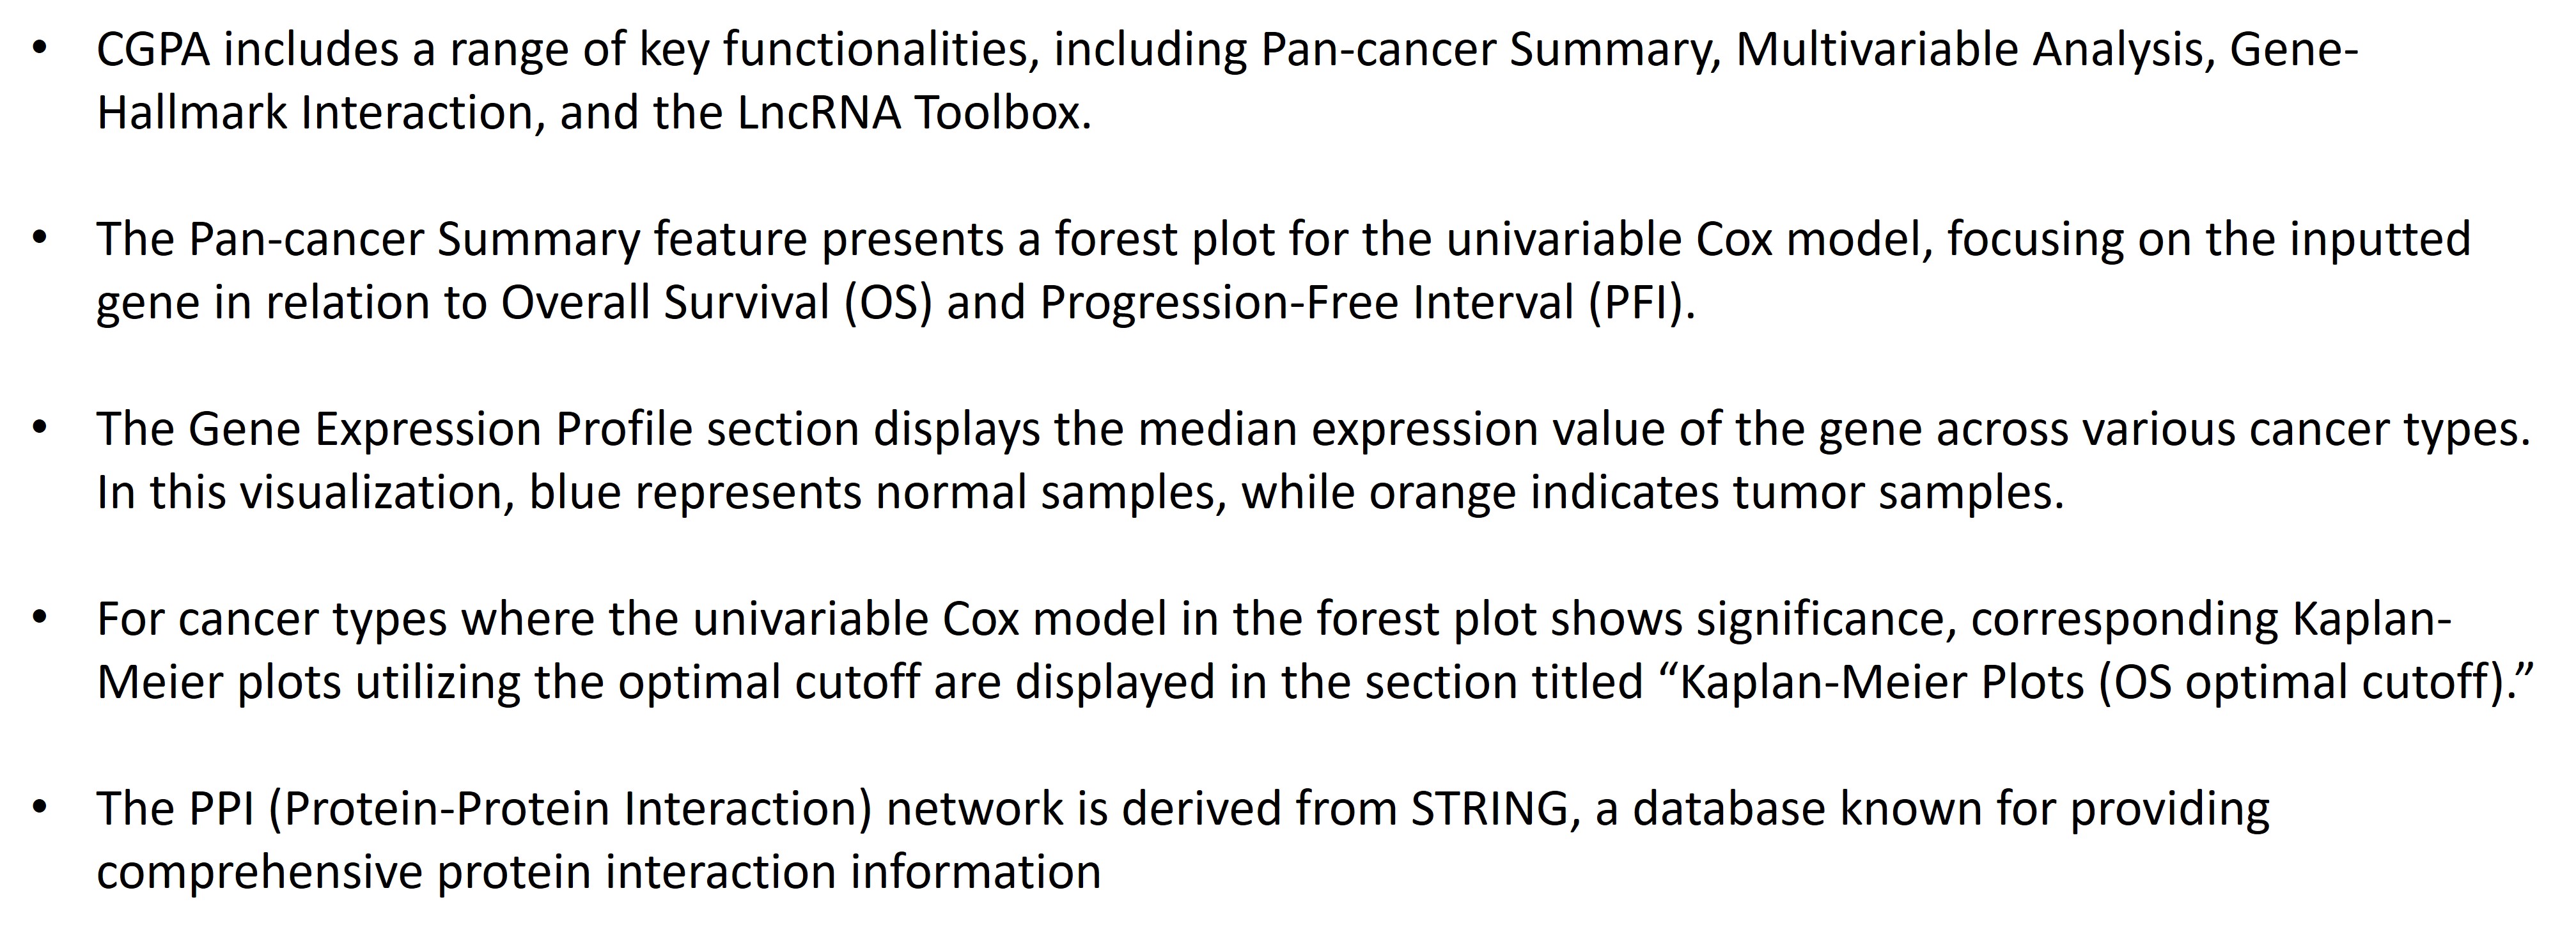 • CGPA includes a range of key functionalities, including Pan-cancer Summary, Multivariable Analysis, Gene-
Hallmark Interaction, and the LncRNA Toolbox.
• The Pan-cancer Summary feature presents a forest plot for the univariable Cox model, focusing on the inputted
gene in relation to Overall Survival (OS) and Progression-Free Interval (PFI).
• The Gene Expression Profile section displays the median expression value of the gene across various cancer types.
In this visualization, blue represents normal samples, while orange indicates tumor samples.
• For cancer types where the univariable Cox model in the forest plot shows significance, corresponding Kaplan-
Meier plots utilizing the optimal cutoff are displayed in the section titled “Kaplan-Meier Plots (OS optimal cutoff).”
• The PPI (Protein-Protein Interaction) network is derived from STRING, a database known for providing
comprehensive protein interaction information